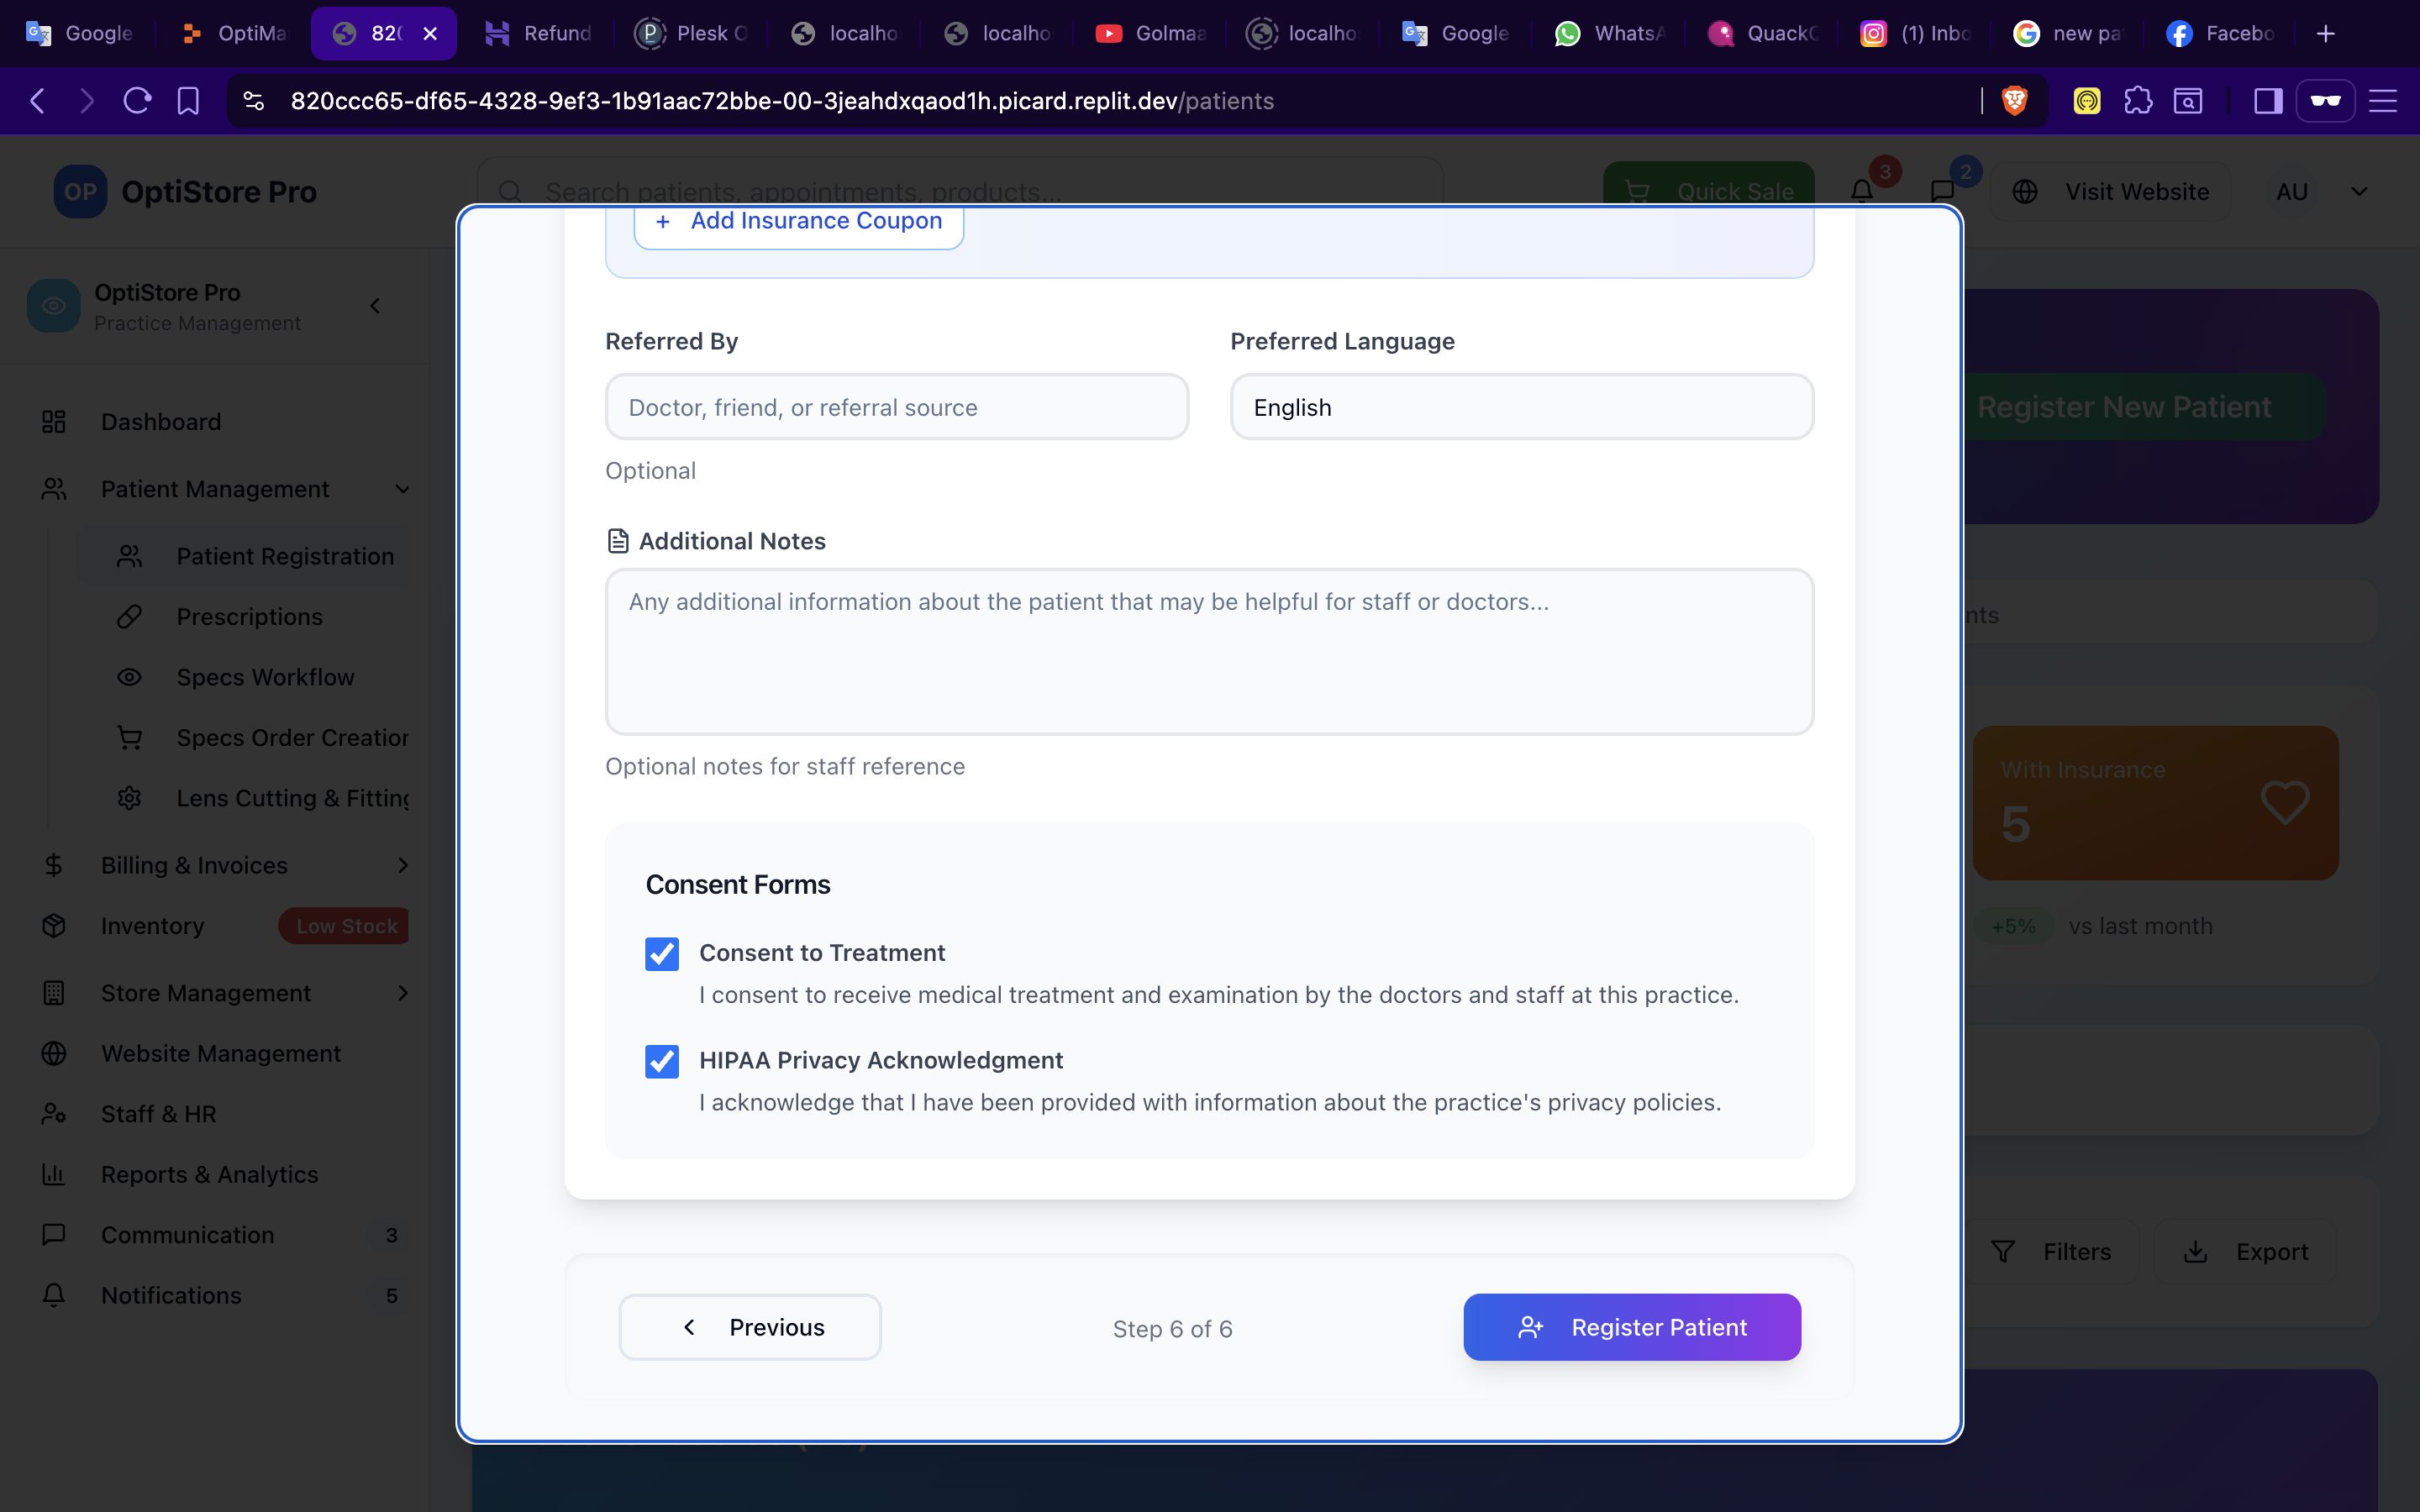 Google
OptiMa
820
Refund
Plesk O
localho
localho
Golmaa
localho
Google
WhatsA
QuackC
(1) Inbo
new pa
Facebo
820ccc65-df65-4328-9ef3-1b91aac72bbe-00-3jeahdxqaod1h.picard.replit.dev/patients
OP
OptiStore Pro
Search patients, appointments, products...
Quick Sale
3
2
Visit Website
AU
OptiStore Pro
Practice Management
Dashboard
Patient Management
Patient Registration
Prescriptions
Specs Workflow
Specs Order Creation
Lens Cutting & Fitting
Billing & Invoices
Inventory
Low Stock
Store Management
Website Management
Staff & HR
Reports & Analytics
Communication
3
Notifications
5
+ Add Insurance Coupon
Referred By
Preferred Language
Doctor, friend, or referral source
English
Optional
Additional Notes
Any additional information about the patient that may be helpful for staff or doctors...
Optional notes for staff reference
Consent Forms
Consent to Treatment
I consent to receive medical treatment and examination by the doctors and staff at this practice.
HIPAA Privacy Acknowledgment
I acknowledge that I have been provided with information about the practice's privacy policies.
Previous
Step 6 of 6
Register Patient
Register New Patient
nts
With Insurance
5
+5%
vs last month
Filters
Export